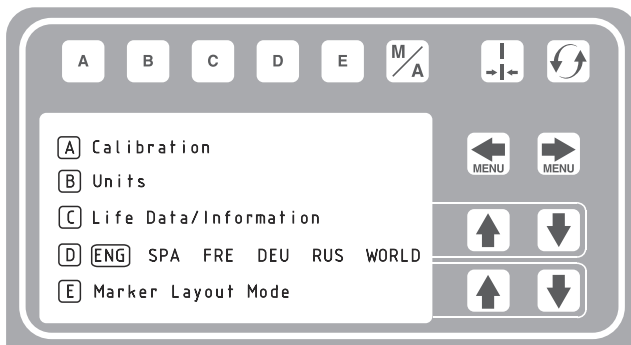 A B C D E M/A
MENU MENU
A Calibration
B Units
C Life Data/Information
D ENG SPA FRE DEU RUS WORLD
E Marker Layout Mode